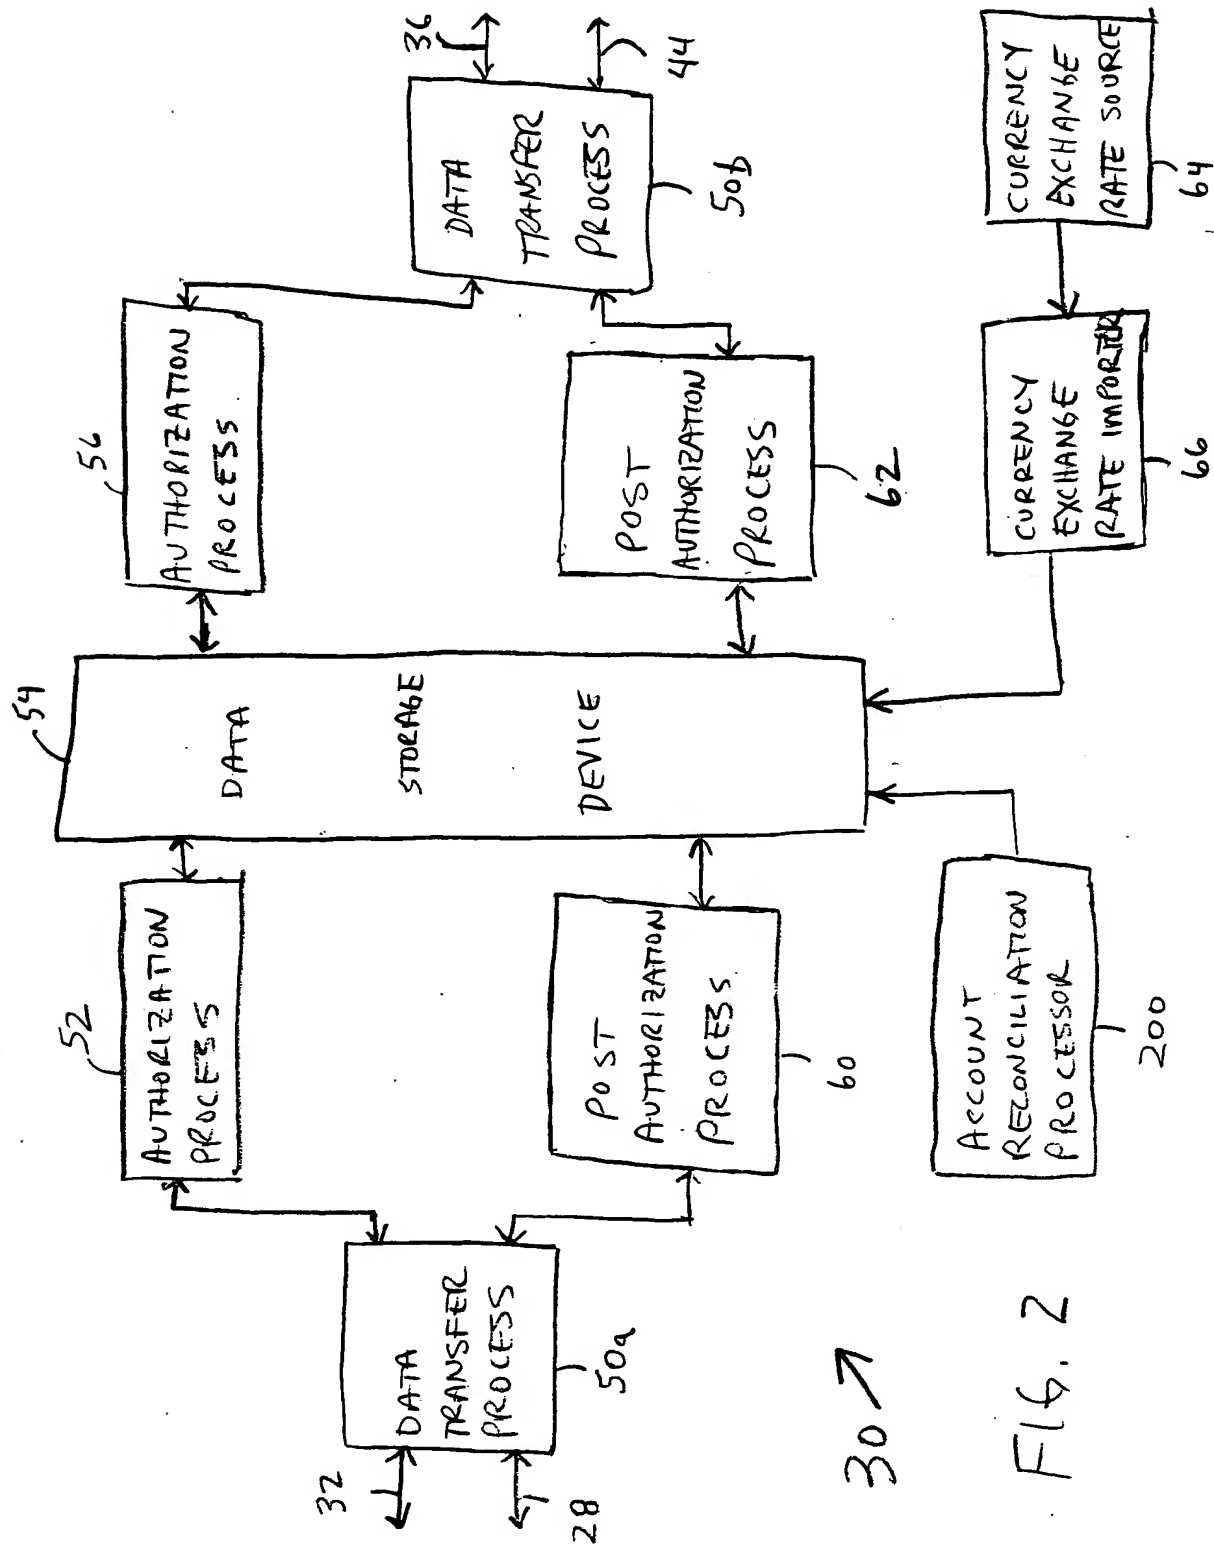 54
52
AUTHORIZATION
PROCESS
56
AUTHORIZATION
PROCESS
36
44
32
28
DATA
TRANSFER
PROCESS
50a
DATA
STORAGE
DEVICE
DATA
TRANSFER
PROCESS
50b
POST
AUTHORIZATION
PROCESS
60
POST
AUTHORIZATION
PROCESS
62
30
ACCOUNT
RECONCILIATION
PROCESSOR
200
CURRENCY
EXCHANGE
RATE IMPORTER
66
CURRENCY
EXCHANGE
RATE SOURCE
64
FIG. 2